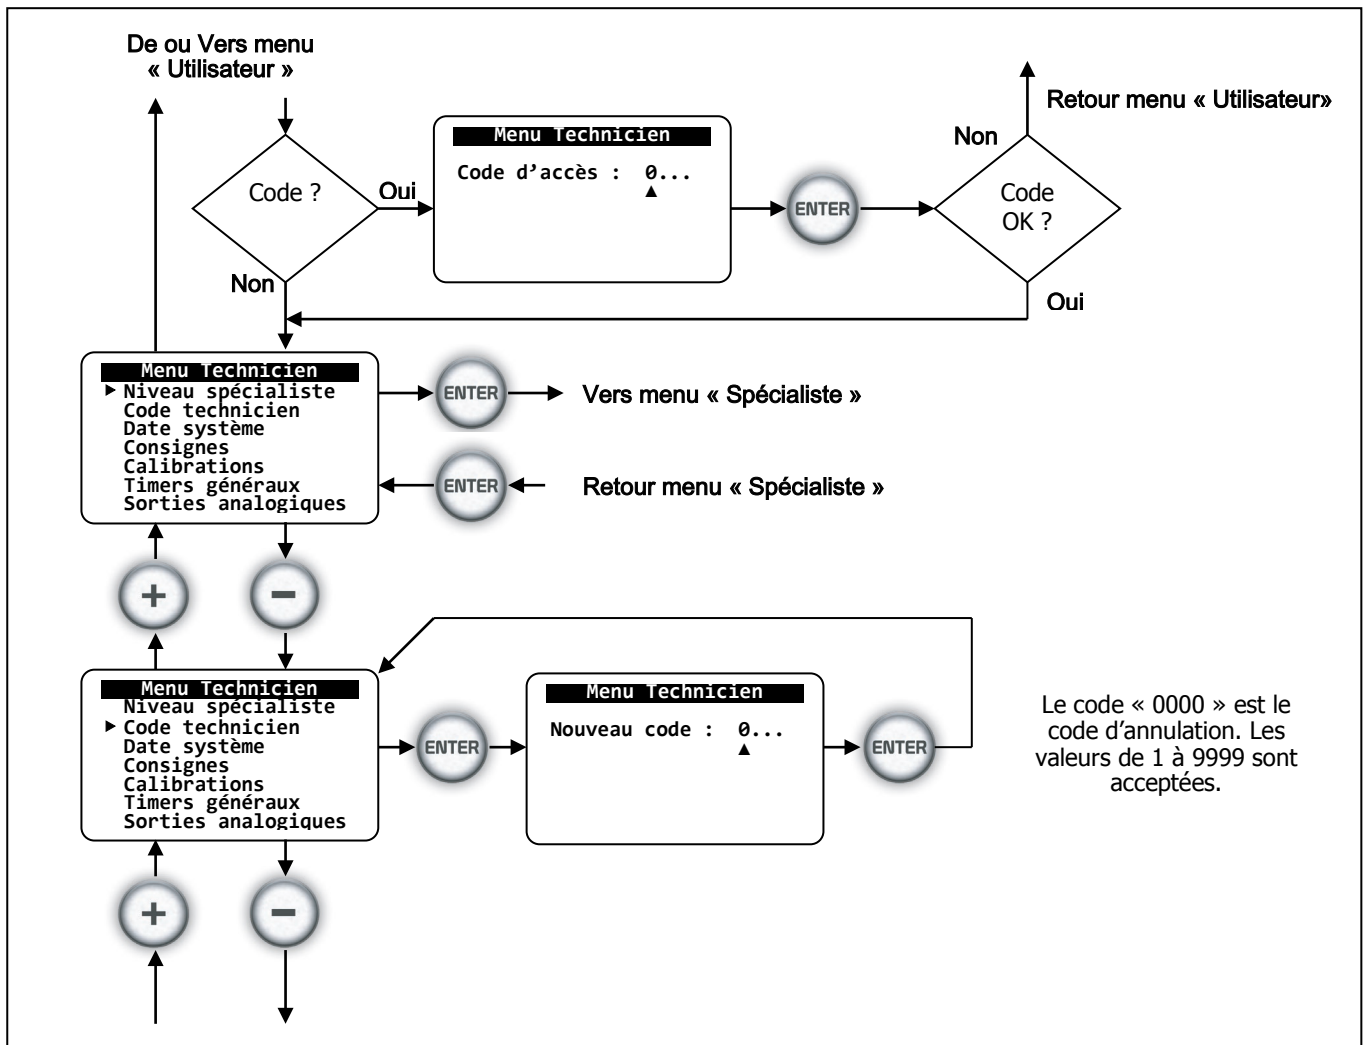 De ou Vers menu
« Utilisateur »
Retour menu « Utilisateur»
Code ?
Oui
Non
Menu Technicien
Code d’accès : 0...
▲
ENTER
Non
Code
OK ?
Oui
Menu Technicien
► Niveau spécialiste
Code technicien
Date système
Consignes
Calibrations
Timers généraux
Sorties analogiques
ENTER
Vers menu « Spécialiste »
ENTER
Retour menu « Spécialiste »
+
−
Menu Technicien
Niveau spécialiste
► Code technicien
Date système
Consignes
Calibrations
Timers généraux
Sorties analogiques
ENTER
Menu Technicien
Nouveau code : 0...
▲
ENTER
Le code « 0000 » est le
code d’annulation. Les
valeurs de 1 à 9999 sont
acceptées.
+
−